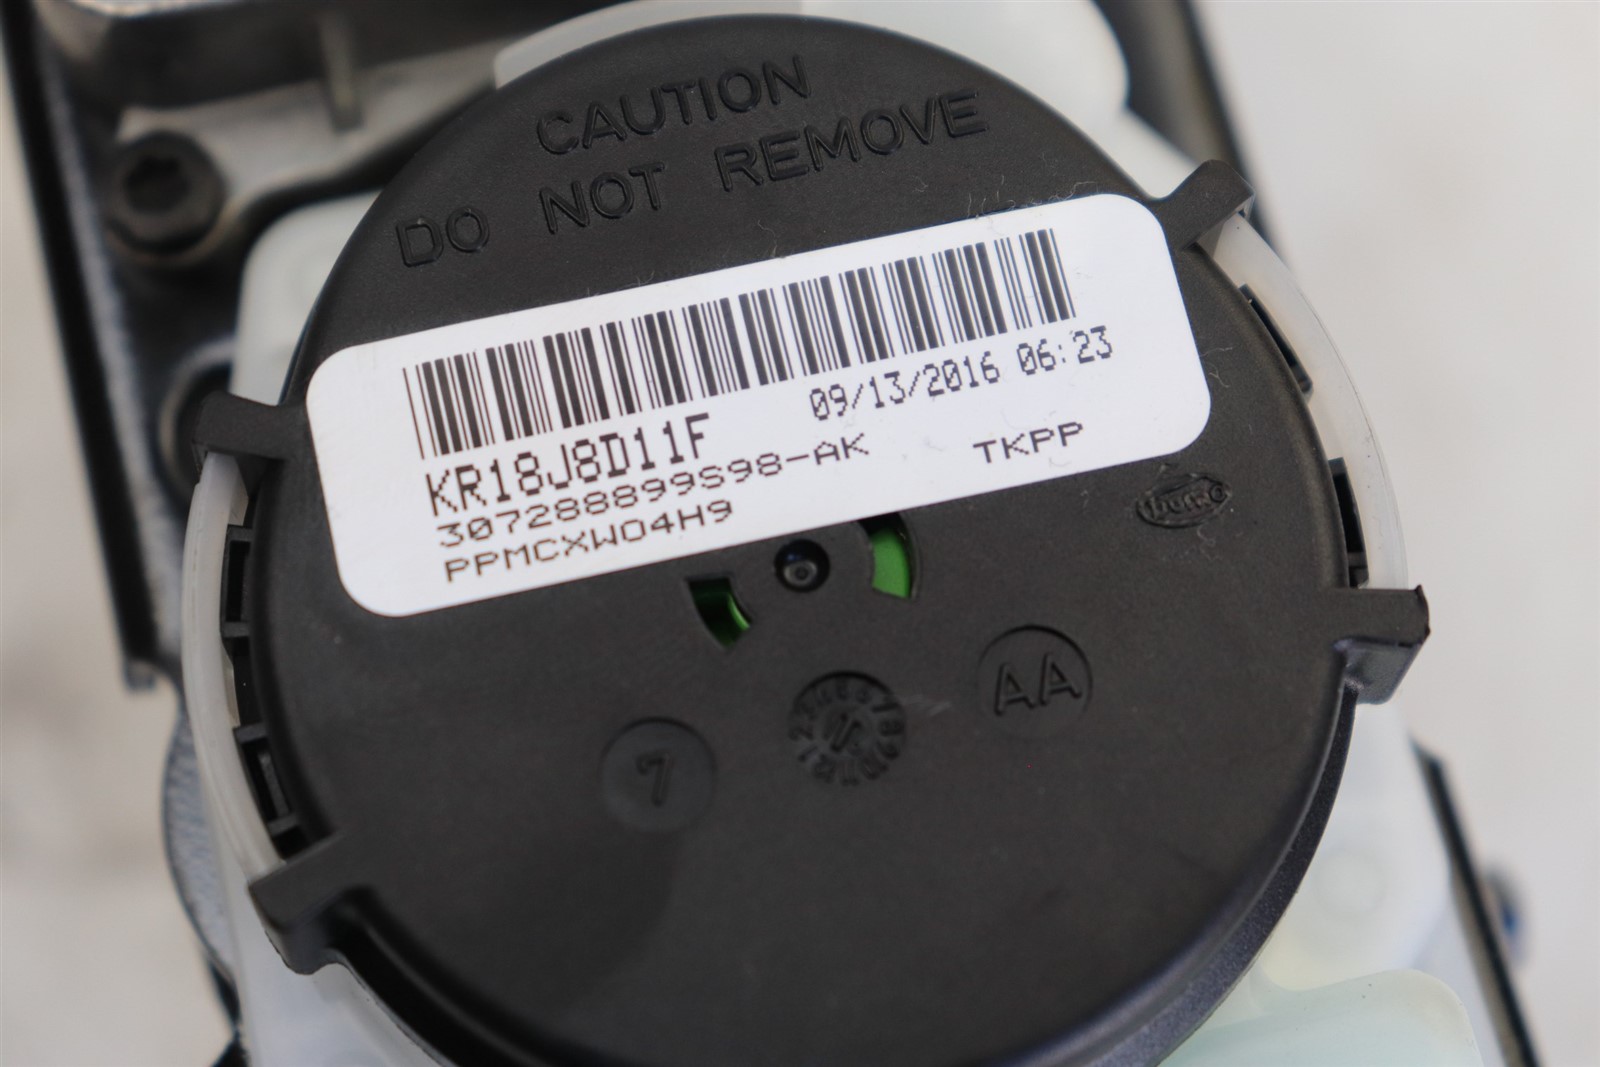 CAUTION
DO NOT REMOVE
KR18J8D11F 09/13/2016 06:23
307288899S98-AK TKPP
PPMCXW04H9
AA
7